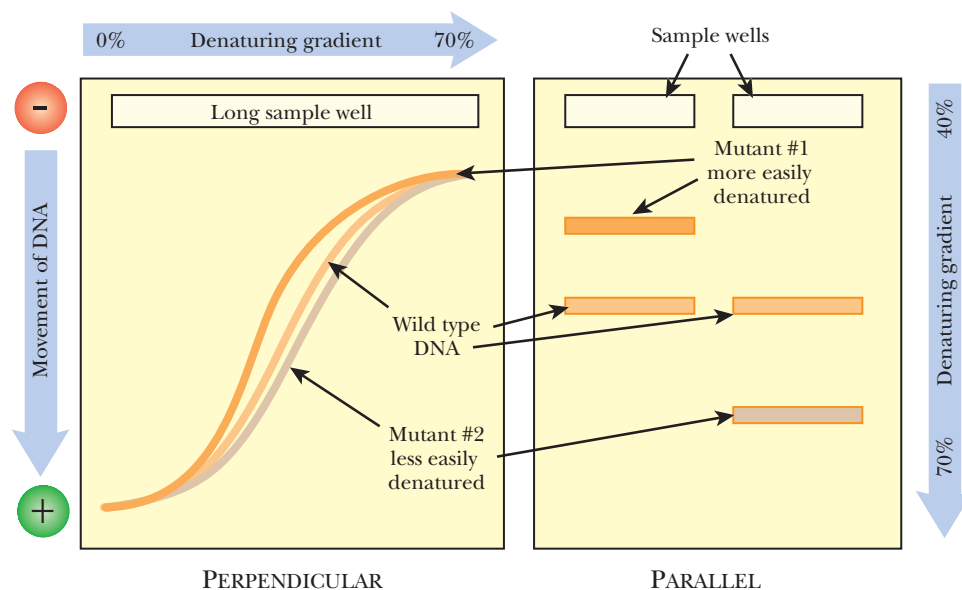 0% Denaturing gradient 70%
Sample wells
-
Long sample well
40%
Mutant #1
more easily
denatured
Movement of DNA
Denaturing gradient
Wild type
DNA
Mutant #2
less easily
denatured
70%
+
PERPENDICULAR
PARALLEL